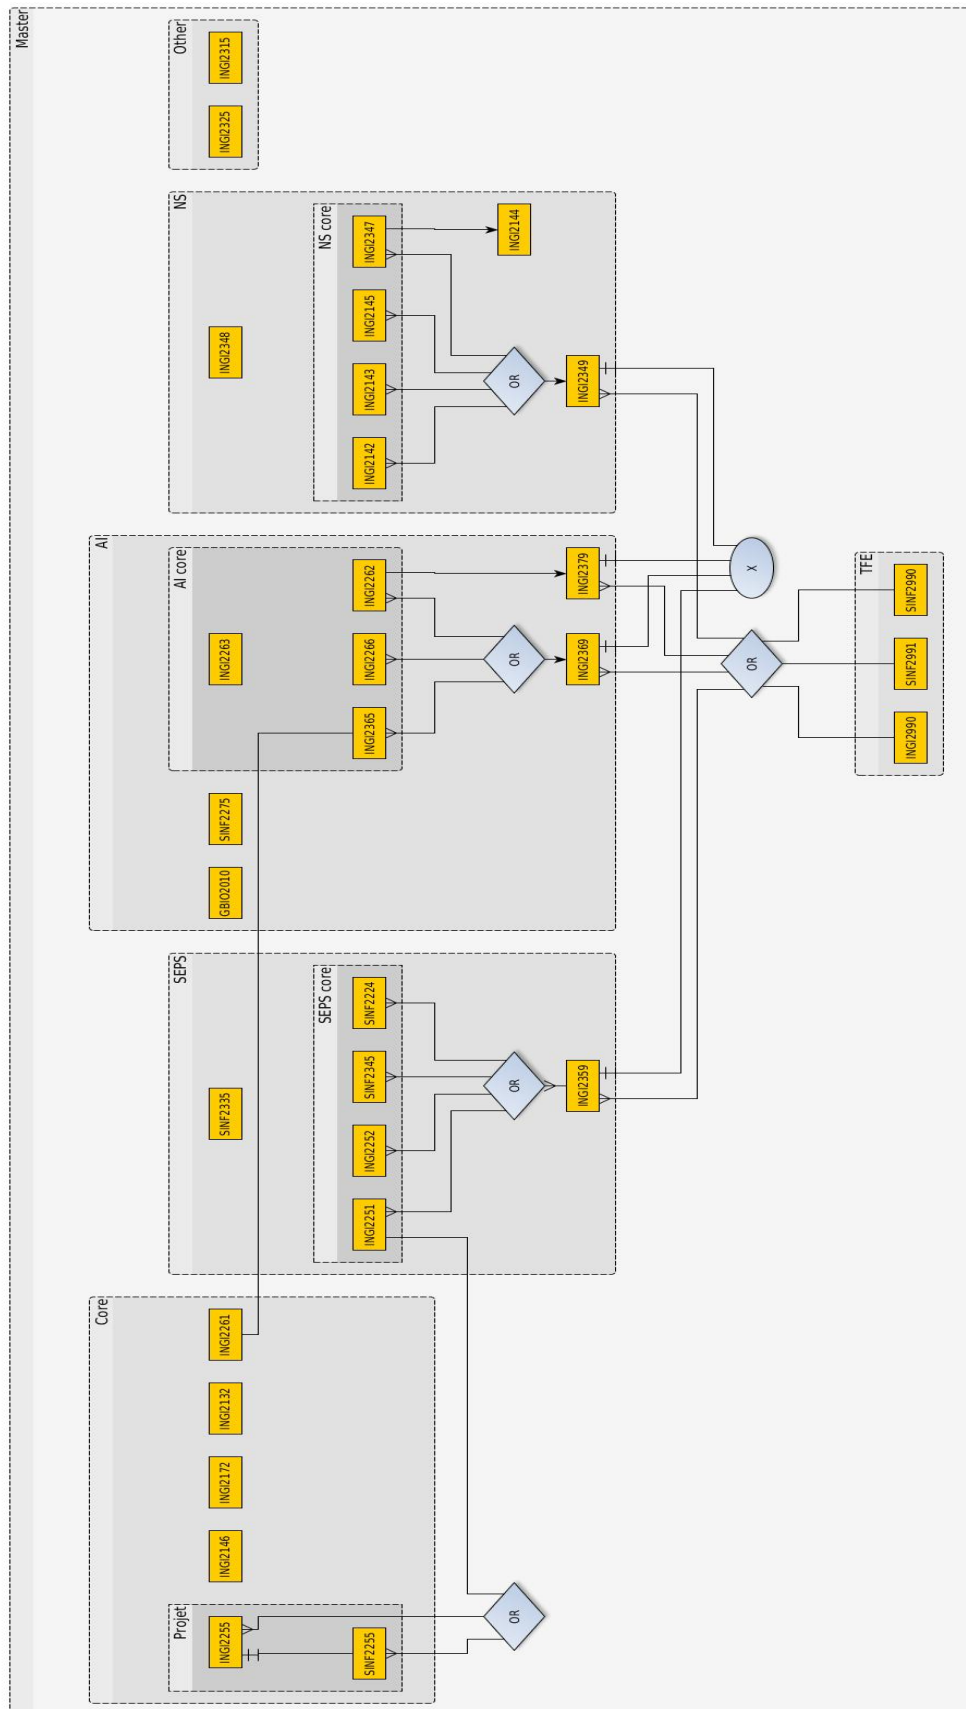 Master
Other
INGI2315
INGI2325
NS
INGI2348
NS core
INGI2347
INGI2145
INGI2143
INGI2142
INGI2144
OR
INGI2349
AI
AI core
INGI2263
INGI2262
INGI2266
INGI2365
OR
INGI2379
INGI2369
SINF2275
GBIO2010
X
OR
TFE
SINF2990
SINF2991
INGI2990
SEPS
SINF2335
SEPS core
SINF2224
SINF2345
INGI2252
INGI2251
OR
INGI2359
Core
INGI2261
INGI2132
INGI2172
INGI2146
Projet
INGI2255
SINF2255
OR